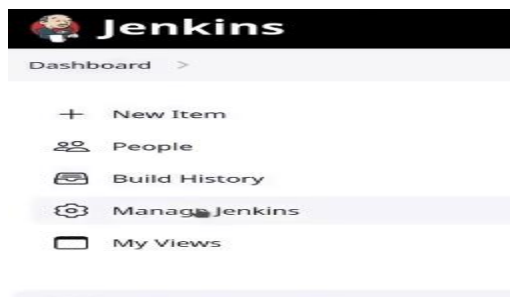 Jenkins
Dashboard >
New Item
People
Build History
Manage Jenkins
My Views